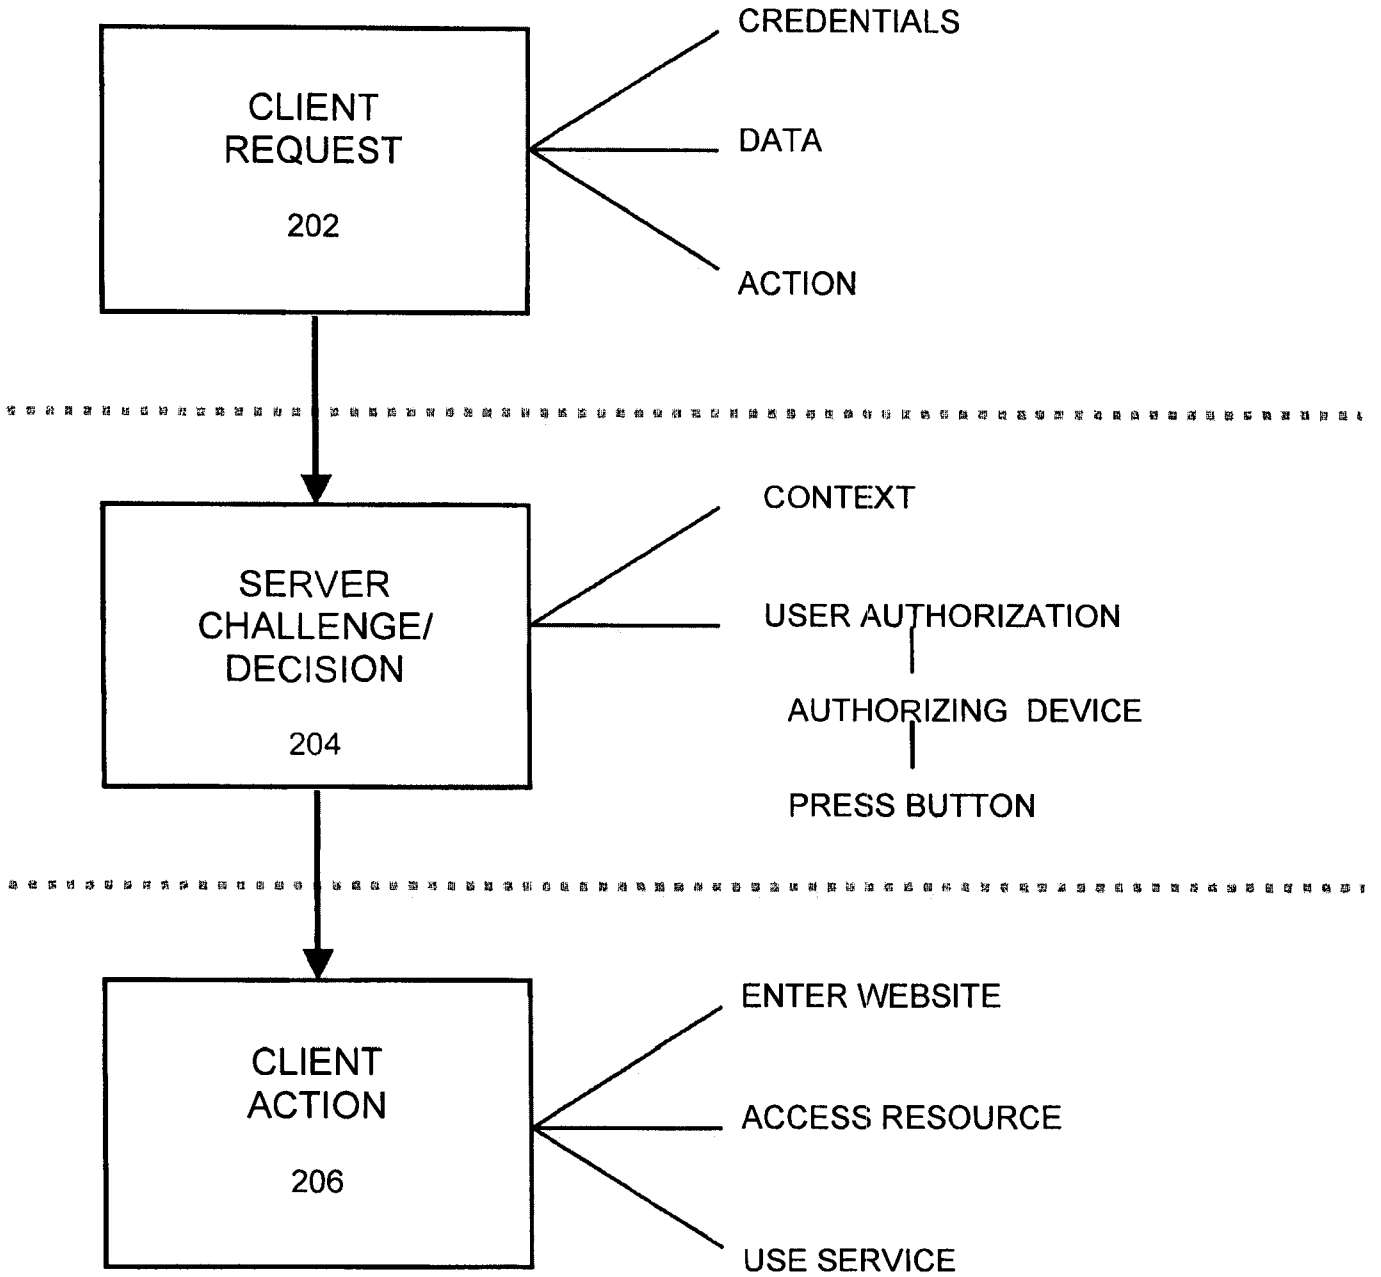 CLIENT
REQUEST
202
CREDENTIALS
DATA
ACTION
SERVER
CHALLENGE/
DECISION
204
CONTEXT
USER AUTHORIZATION
AUTHORIZING DEVICE
PRESS BUTTON
CLIENT
ACTION
206
ENTER WEBSITE
ACCESS RESOURCE
USE SERVICE